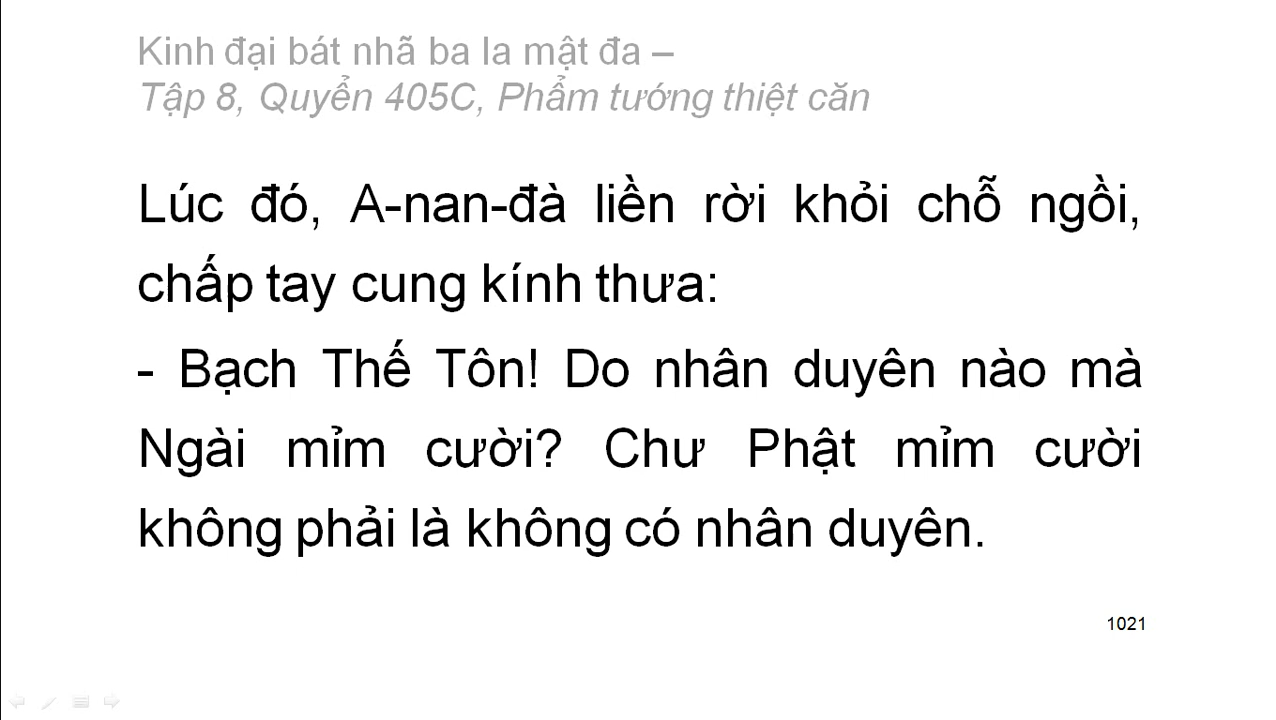 Kinh đại bát nhã ba la mật đa –
Tập 8, Quyển 405C, Phẩm tướng thiệt căn
Lúc đó, A-nan-đà liền rời khỏi chỗ ngồi,
chấp tay cung kính thưa:
- Bạch Thế Tôn! Do nhân duyên nào mà
Ngài mỉm cười? Chư Phật mỉm cười
không phải là không có nhân duyên.
1021